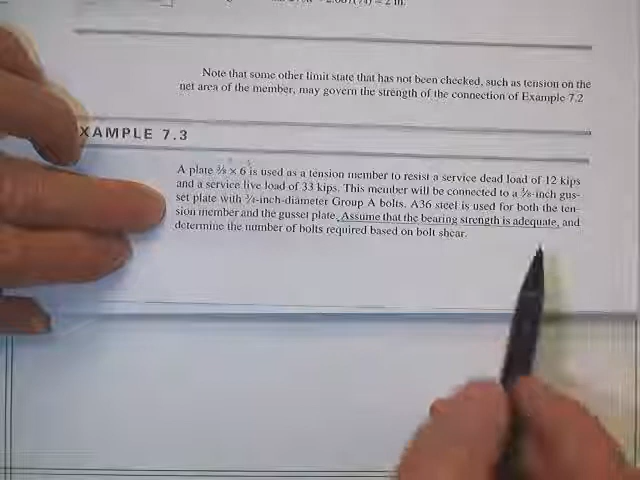 2 in.
Note that some other limit state that has not been checked, such as tension on the
net area of the member, may govern the strength of the connection of Example 7.2
XAMPLE 7.3
A plate 3/8 × 6 is used as a tension member to resist a service dead load of 12 kips
and a service live load of 33 kips. This member will be connected to a 3/8-inch gus-
set plate with 3/4-inch-diameter Group A bolts. A36 steel is used for both the ten-
sion member and the gusset plate. Assume that the bearing strength is adequate, and
determine the number of bolts required based on bolt shear.